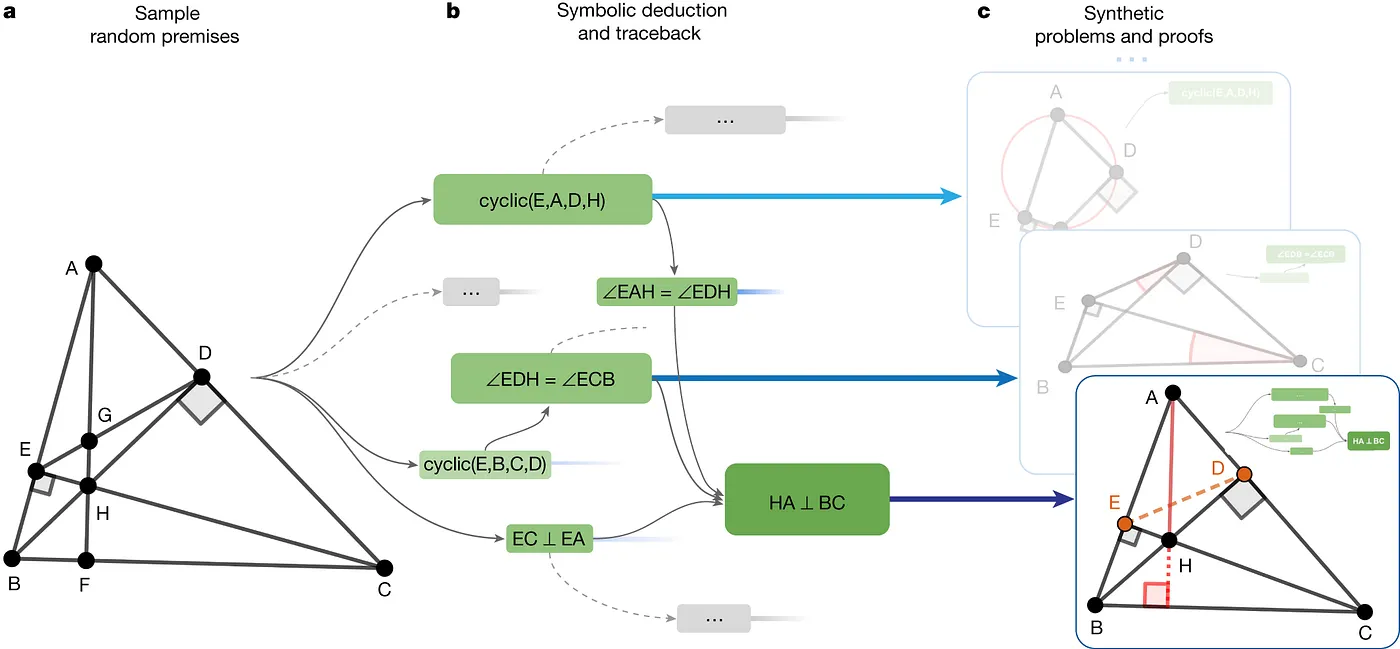 a
Sample
random premises
b
Symbolic deduction
and traceback
c
Synthetic
problems and proofs
...
A
D
G
E
H
B
F
C
...
cyclic(E,A,D,H)
...
∠EAH = ∠EDH
∠EDH = ∠ECB
cyclic(E,B,C,D)
EC ⊥ EA
HA ⊥ BC
...
A
cyclic(E,A,D,H)
D
E
D
∠EDB =∠ECB
E
B
C
A
...
..
HA ⊥ BC
D
E
H
B
C